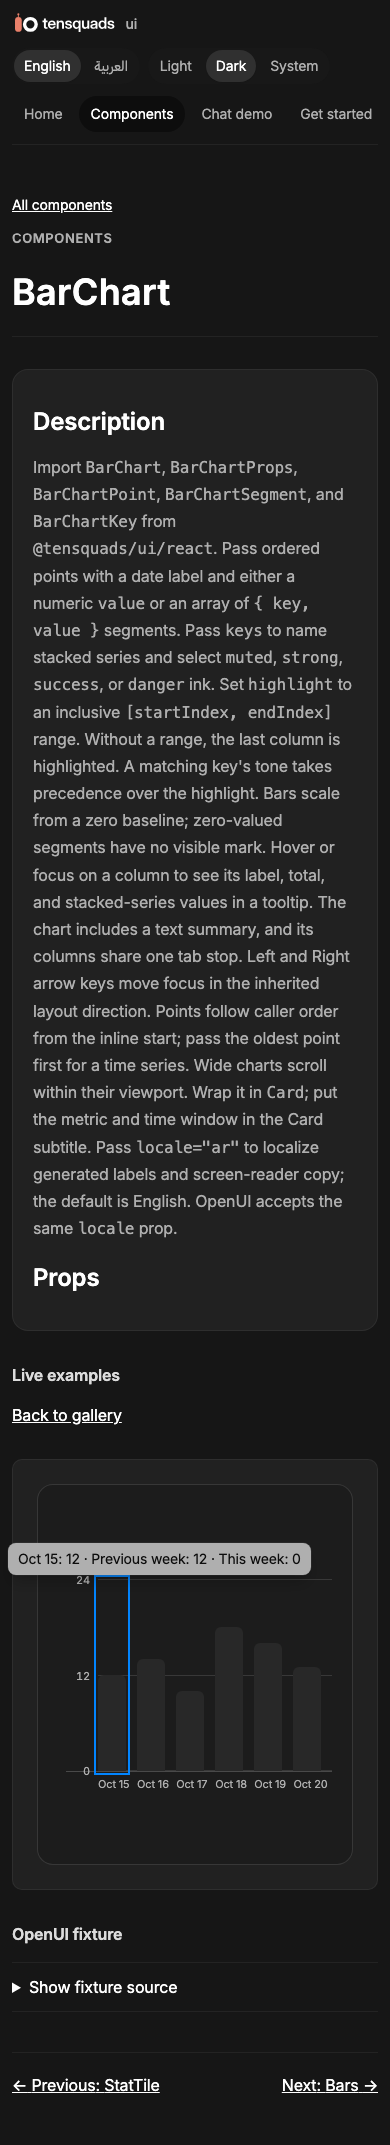 tensquads ui
English العربية Light Dark System
Home Components Chat demo Get started
All components
COMPONENTS
BarChart
Description
Import BarChart, BarChartProps,
BarChartPoint, BarChartSegment, and
BarChartKey from
@tensquads/ui/react. Pass ordered
points with a date label and either a
numeric value or an array of { key,
value } segments. Pass keys to name
stacked series and select muted, strong,
success, or danger ink. Set highlight to
an inclusive [startIndex, endIndex]
range. Without a range, the last column is
highlighted. A matching key's tone takes
precedence over the highlight. Bars scale
from a zero baseline; zero-valued
segments have no visible mark. Hover or
focus on a column to see its label, total,
and stacked-series values in a tooltip. The
chart includes a text summary, and its
columns share one tab stop. Left and Right
arrow keys move focus in the inherited
layout direction. Points follow caller order
from the inline start; pass the oldest point
first for a time series. Wide charts scroll
within their viewport. Wrap it in Card; put
the metric and time window in the Card
subtitle. Pass locale="ar" to localize
generated labels and screen-reader copy;
the default is English. OpenUI accepts the
same locale prop.
Props
Live examples
Back to gallery
Oct 15: 12 · Previous week: 12 · This week: 0
24
12
0
Oct 15 Oct 16 Oct 17 Oct 18 Oct 19 Oct 20
OpenUI fixture
▶ Show fixture source
← Previous: StatTile Next: Bars →